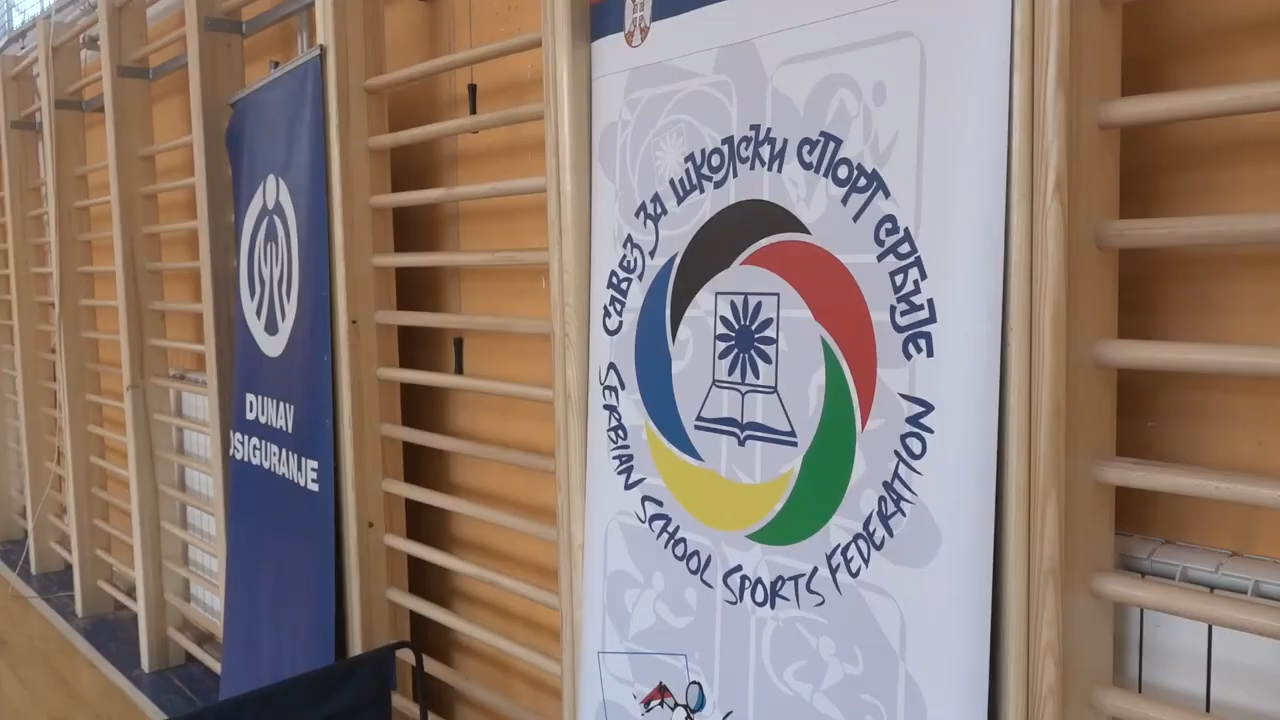 DUNAV
OSIGURANJE
САВЕЗ ЗА ШКОЛСКИ СПОРТ СРБИЈЕ
SERBIAN SCHOOL SPORTS FEDERATION